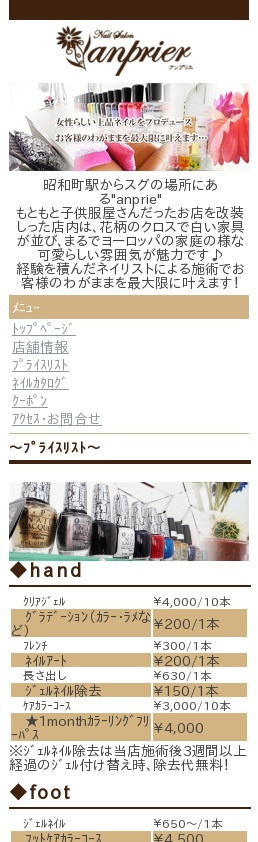 Nail Salon
anprier
アンプリエ
女性らしい上品ネイルをプロデュース
お客様のわがままを最大限に叶えます…
昭和町駅からスグの場所にあ
る"anprie"
もともと子供服屋さんだったお店を改装
しった店内は、花柄のクロスで白い家具
が並び、まるでヨーロッパの家庭の様な
可愛らしい雰囲気が魅力です♪
経験を積んだネイリストによる施術でお
客様のわがままを最大限に叶えます!
ﾒﾆｭｰ
ﾄｯﾌﾟﾍﾟｰｼﾞ
店舗情報
ﾌﾟﾗｲｽﾘｽﾄ
ﾈｲﾙｶﾀﾛｸﾞ
ｸｰﾎﾟﾝ
ｱｸｾｽ・お問合せ
～ﾌﾟﾗｲｽﾘｽﾄ～
◆hand
ｸﾘｱｼﾞｪﾙ ¥4,000/10本
ｸﾞﾗﾃﾞｰｼｮﾝ(ｶﾗｰ・ﾗﾒな
ど) ¥200/1本
ﾌﾚﾝﾁ ¥300/1本
ﾈｲﾙｱｰﾄ ¥200/1本
長さ出し ¥630/1本
ｼﾞｪﾙﾈｲﾙ除去 ¥150/1本
ｹｱｶﾗｰｺｰｽ ¥3,000/10本
★1monthｶﾗｰﾘﾝｸﾞﾌﾘ
ｰﾊﾟｽ ¥4,000
※ｼﾞｪﾙﾈｲﾙ除去は当店施術後3週間以上
経過のｼﾞｪﾙ付け替え時、除去代無料!
◆foot
ｼﾞｪﾙﾈｲﾙ ¥650～/1本
ﾌｯﾄｹｱｶﾗｰｺｰｽ ¥4,500